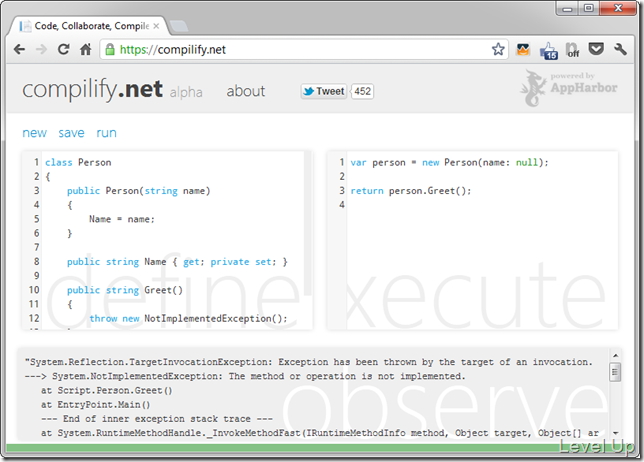 Code, Collaborate, Compile
https://compilify.net
15
off
compilify.net alpha
about
Tweet
452
powered by
AppHarbor
new save run
1 class Person
2 {
3 public Person(string name)
4 {
5 Name = name;
6 }
7
8 public string Name { get; private set; }
9
10 public string Greet()
11 {
12 throw new NotImplementedException();
define
1 var person = new Person(name: null);
2
3 return person.Greet();
4
execute
"System.Reflection.TargetInvocationException: Exception has been thrown by the target of an invocation.
---> System.NotImplementedException: The method or operation is not implemented.
at Script.Person.Greet()
at EntryPoint.Main()
--- End of inner exception stack trace ---
at System.RuntimeMethodHandle._InvokeMethodFast(IRuntimeMethodInfo method, Object target, Object[] ar
observe
Level Up